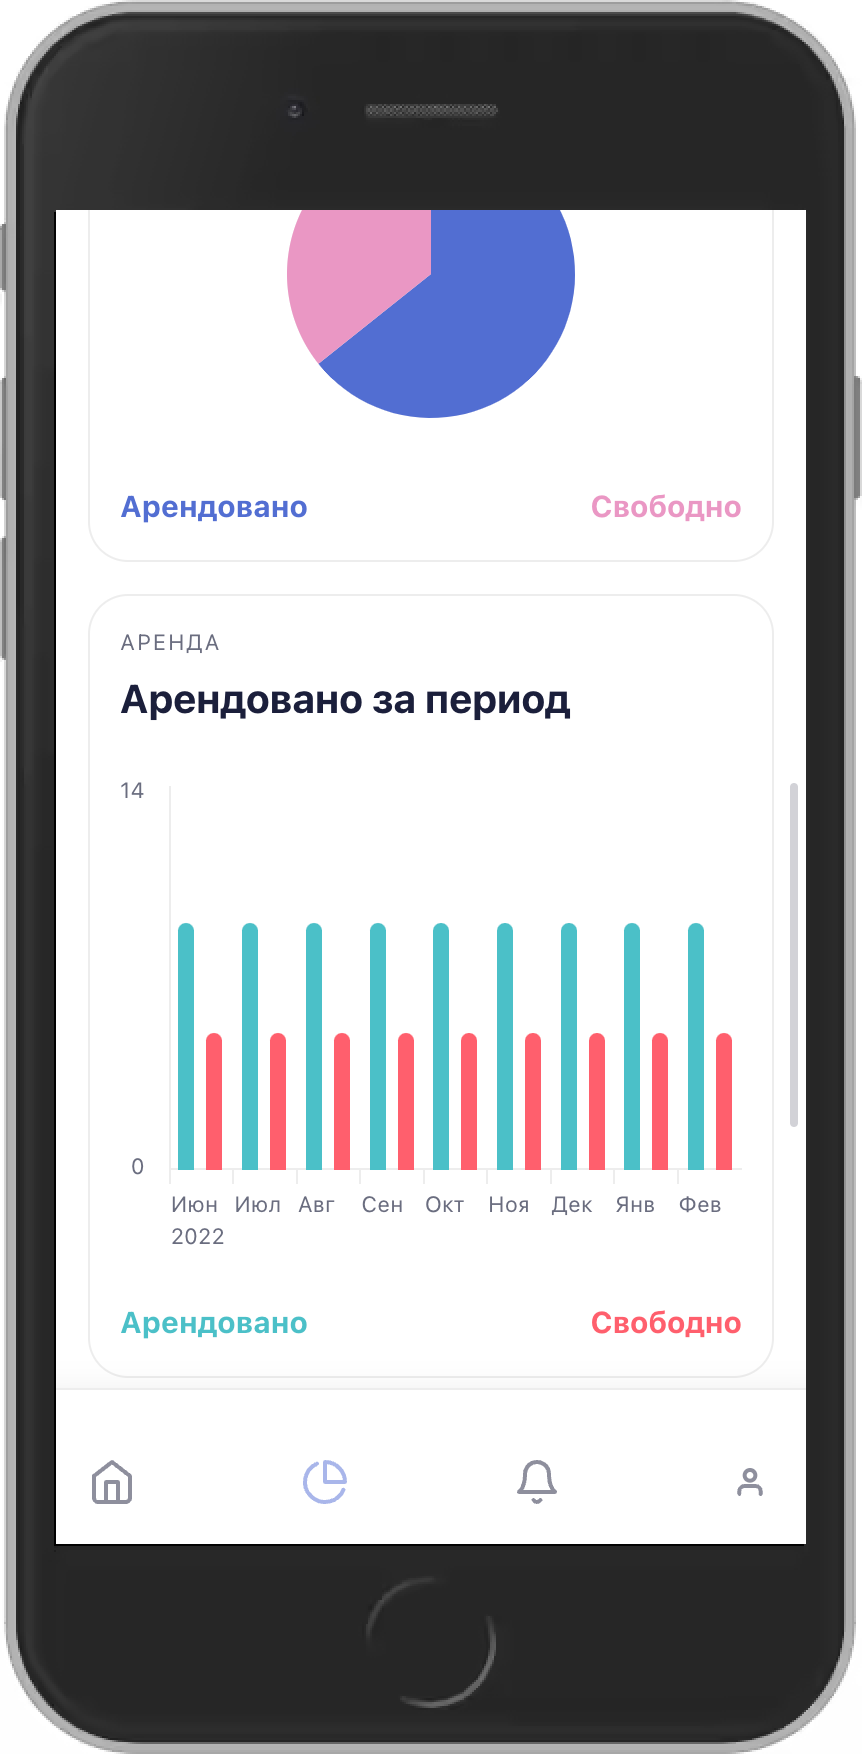 Арендовано
Свободно
АРЕНДА
Арендовано за период
14
0
Июн Июл Авг Сен Окт Ноя Дек Янв Фев
2022
Арендовано
Свободно